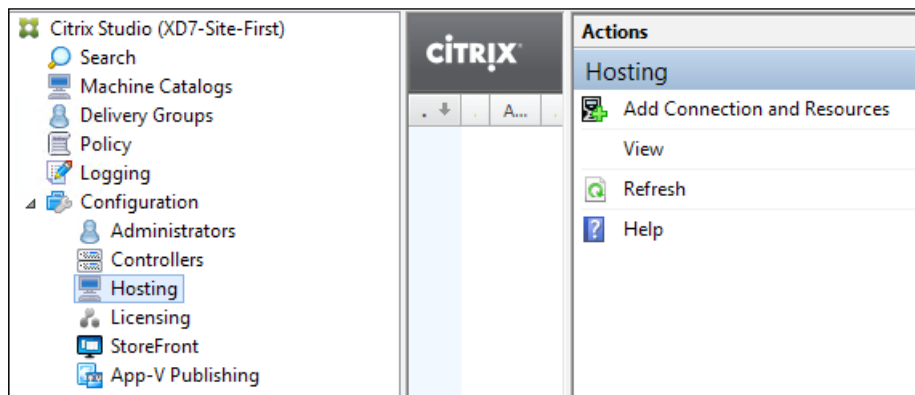 Citrix Studio (XD7-Site-First)
Search
Machine Catalogs
Delivery Groups
Policy
Logging
Configuration
Administrators
Controllers
Hosting
Licensing
StoreFront
App-V Publishing
CITRIX
. A...
Actions
Hosting
Add Connection and Resources
View
Refresh
Help